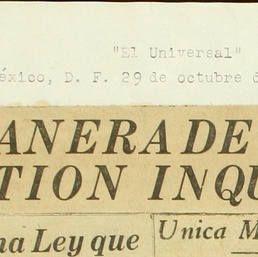 "El Universal"
éxico, D. F. 29 de octubre d
ANERA DE
TION INQU
na Ley que
Unica M